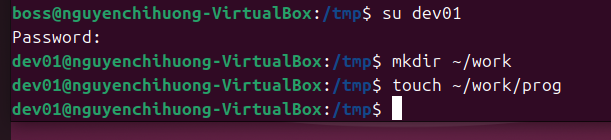 boss@nguyenchihuong-VirtualBox:/tmp$ su dev01
Password:
dev01@nguyenchihuong-VirtualBox:/tmp$ mkdir ~/work
dev01@nguyenchihuong-VirtualBox:/tmp$ touch ~/work/prog
dev01@nguyenchihuong-VirtualBox:/tmp$